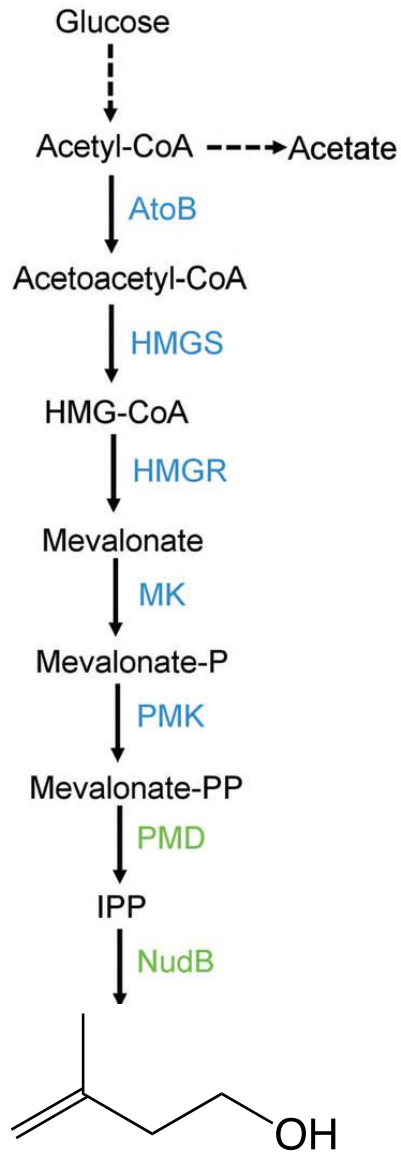 Glucose
Acetyl-CoA Acetate
AtoB
Acetoacetyl-CoA
HMGS
HMG-CoA
HMGR
Mevalonate
MK
Mevalonate-P
PMK
Mevalonate-PP
PMD
IPP
NudB
OH